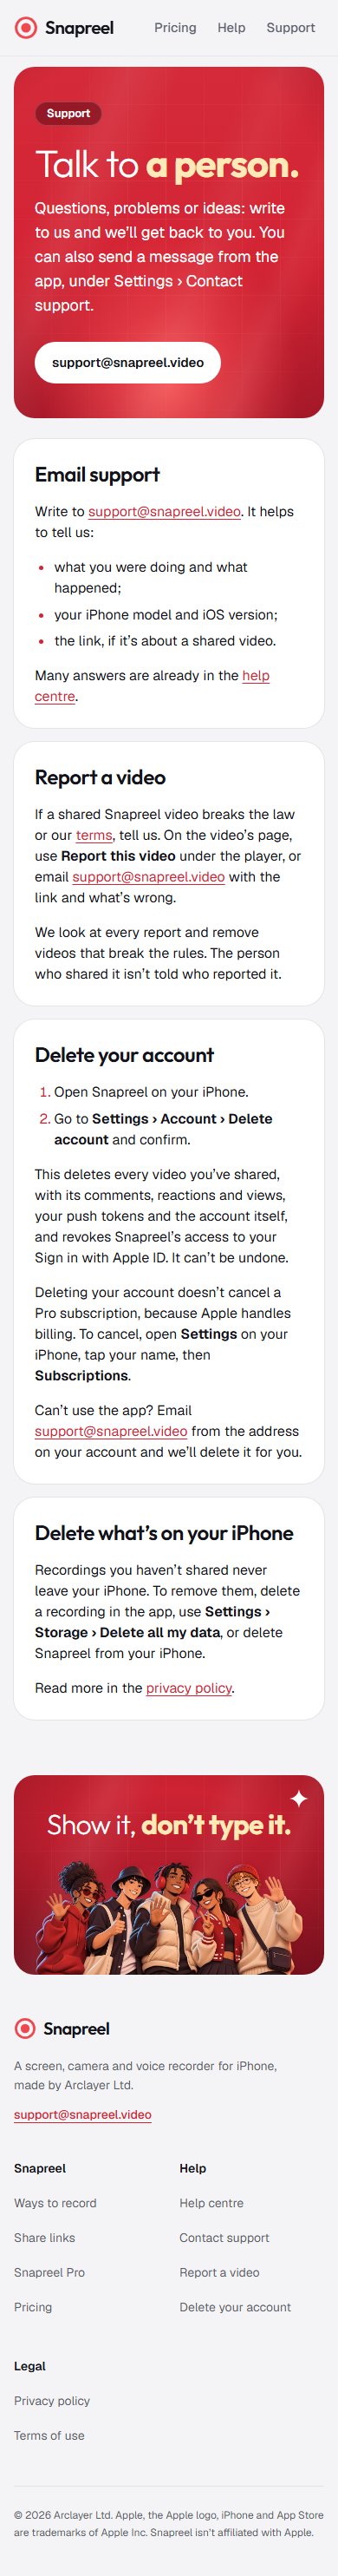 Snapreel
Pricing Help Support
Support
Talk to a person.
Questions, problems or ideas: write
to us and we’ll get back to you. You
can also send a message from the
app, under Settings › Contact
support.
support@snapreel.video
Email support
Write to support@snapreel.video. It helps
to tell us:
• what you were doing and what
happened;
• your iPhone model and iOS version;
• the link, if it’s about a shared video.
Many answers are already in the help
centre.
Report a video
If a shared Snapreel video breaks the law
or our terms, tell us. On the video’s page,
use Report this video under the player, or
email support@snapreel.video with the
link and what’s wrong.
We look at every report and remove
videos that break the rules. The person
who shared it isn’t told who reported it.
Delete your account
1. Open Snapreel on your iPhone.
2. Go to Settings › Account › Delete
account and confirm.
This deletes every video you’ve shared,
with its comments, reactions and views,
your push tokens and the account itself,
and revokes Snapreel’s access to your
Sign in with Apple ID. It can’t be undone.
Deleting your account doesn’t cancel a
Pro subscription, because Apple handles
billing. To cancel, open Settings on your
iPhone, tap your name, then
Subscriptions.
Can’t use the app? Email
support@snapreel.video from the address
on your account and we’ll delete it for you.
Delete what’s on your iPhone
Recordings you haven’t shared never
leave your iPhone. To remove them, delete
a recording in the app, use Settings ›
Storage › Delete all my data, or delete
Snapreel from your iPhone.
Read more in the privacy policy.
Show it, don’t type it.
Snapreel
A screen, camera and voice recorder for iPhone,
made by Arclayer Ltd.
support@snapreel.video
Snapreel
Ways to record
Share links
Snapreel Pro
Pricing
Help
Help centre
Contact support
Report a video
Delete your account
Legal
Privacy policy
Terms of use
© 2026 Arclayer Ltd. Apple, the Apple logo, iPhone and App Store
are trademarks of Apple Inc. Snapreel isn’t affiliated with Apple.